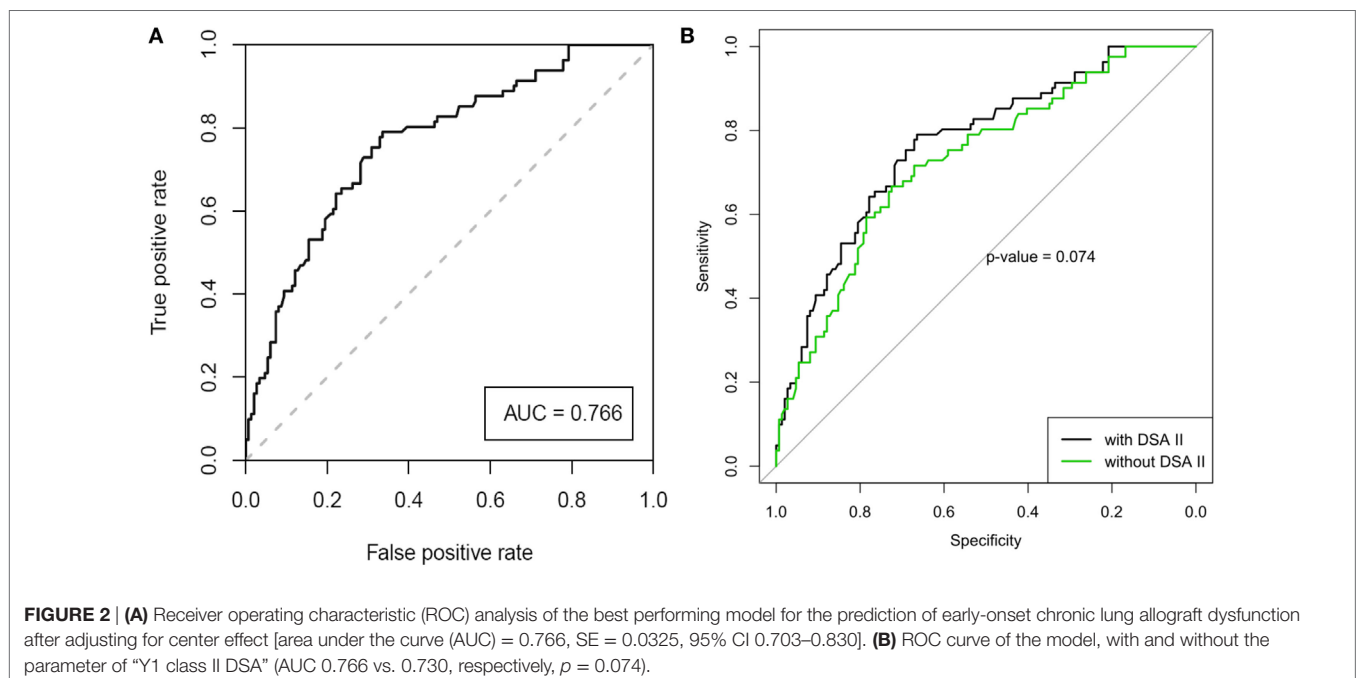 A
1.0
0.8
0.6
0.4
0.2
0.0
True positive rate
AUC = 0.766
0.0 0.2 0.4 0.6 0.8 1.0
False positive rate
B
1.0
0.8
0.6
0.4
0.2
0.0
Sensitivity
p-value = 0.074
with DSA II
without DSA II
1.0 0.8 0.6 0.4 0.2 0.0
Specificity
FIGURE 2 | (A) Receiver operating characteristic (ROC) analysis of the best performing model for the prediction of early-onset chronic lung allograft dysfunction
after adjusting for center effect [area under the curve (AUC) = 0.766, SE = 0.0325, 95% CI 0.703–0.830]. (B) ROC curve of the model, with and without the
parameter of “Y1 class II DSA” (AUC 0.766 vs. 0.730, respectively, p = 0.074).